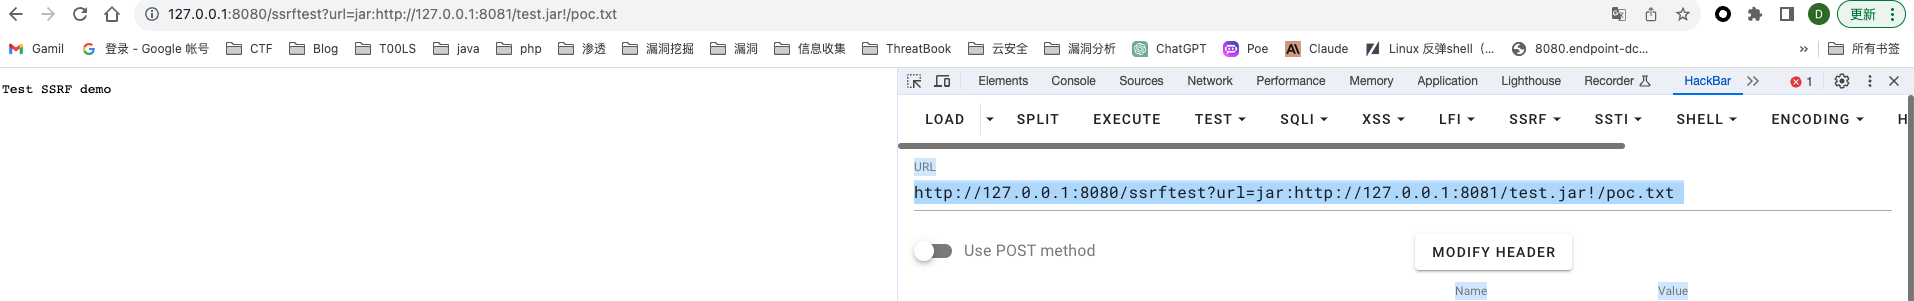 127.0.0.1:8080/ssrftest?url=jar:http://127.0.0.1:8081/test.jar!/poc.txt
D
更新
Gamil
登录 - Google 帐号
CTF
Blog
T00LS
java
php
渗透
漏洞挖掘
漏洞
信息收集
ThreatBook
云安全
漏洞分析
ChatGPT
Poe
Claude
Linux 反弹shell（...
8080.endpoint-dc...
»
所有书签
Test SSRF demo
Elements
Console
Sources
Network
Performance
Memory
Application
Lighthouse
Recorder
HackBar
1
LOAD
SPLIT
EXECUTE
TEST
SQLI
XSS
LFI
SSRF
SSTI
SHELL
ENCODING
H
URL
http://127.0.0.1:8080/ssrftest?url=jar:http://127.0.0.1:8081/test.jar!/poc.txt
Use POST method
MODIFY HEADER
Name
Value